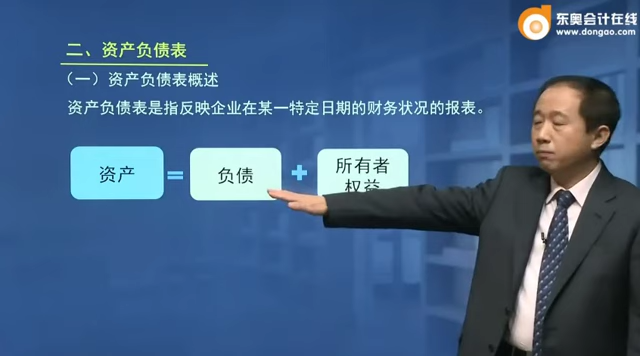 东奥会计在线
www.dongao.com
二、资产负债表
（一）资产负债表概述
资产负债表是指反映企业在某一特定日期的财务状况的报表。
资产 = 负债 + 所有者
权益